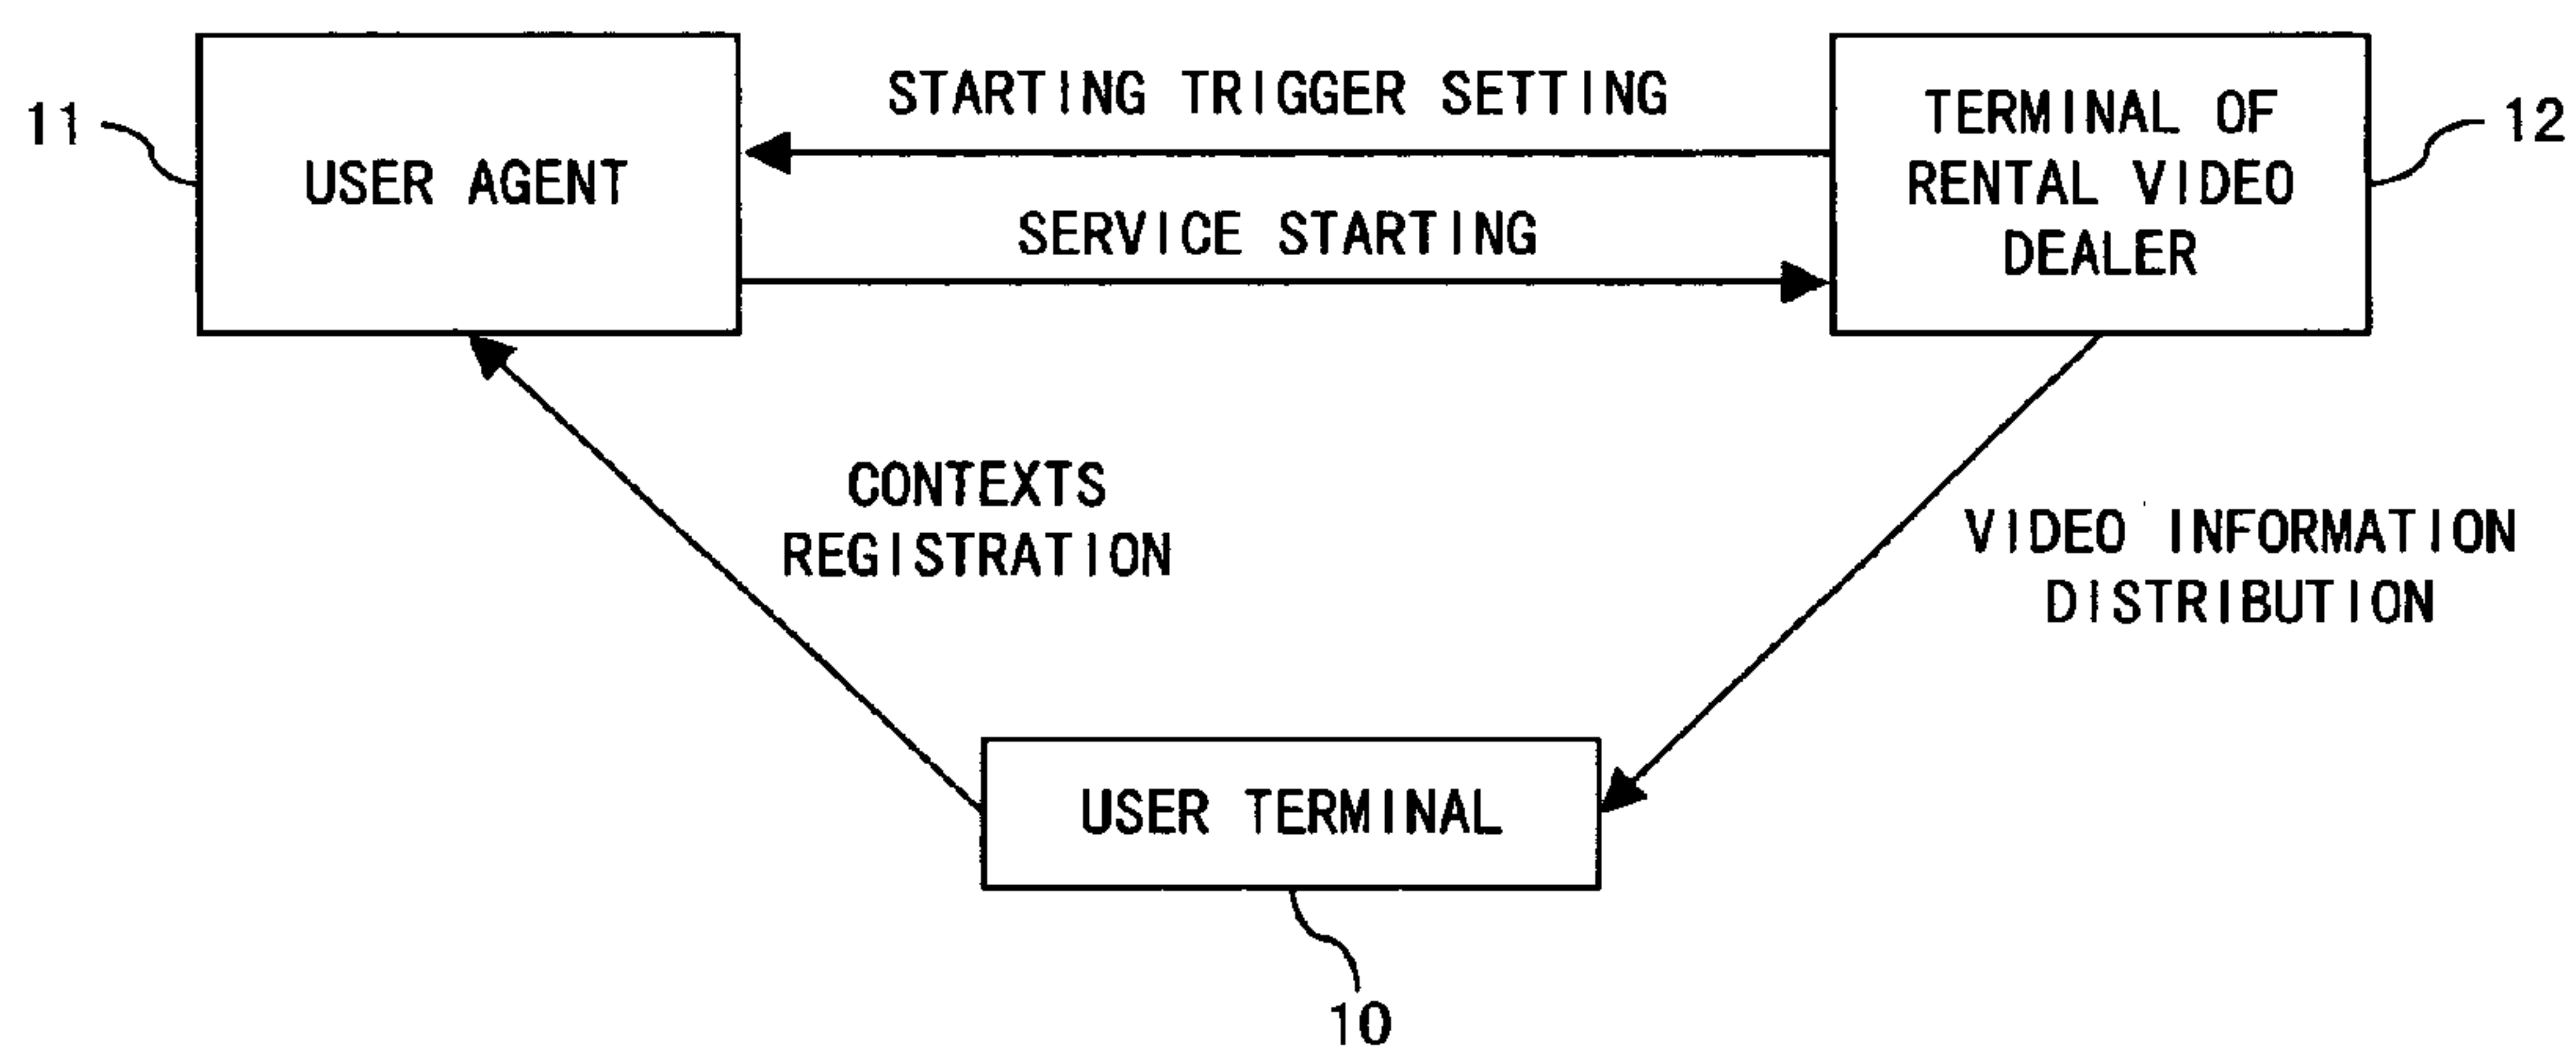 11
USER AGENT
STARTING TRIGGER SETTING
SERVICE STARTING
TERMINAL OF
RENTAL VIDEO
DEALER
12
CONTEXTS
REGISTRATION
VIDEO INFORMATION
DISTRIBUTION
USER TERMINAL
10